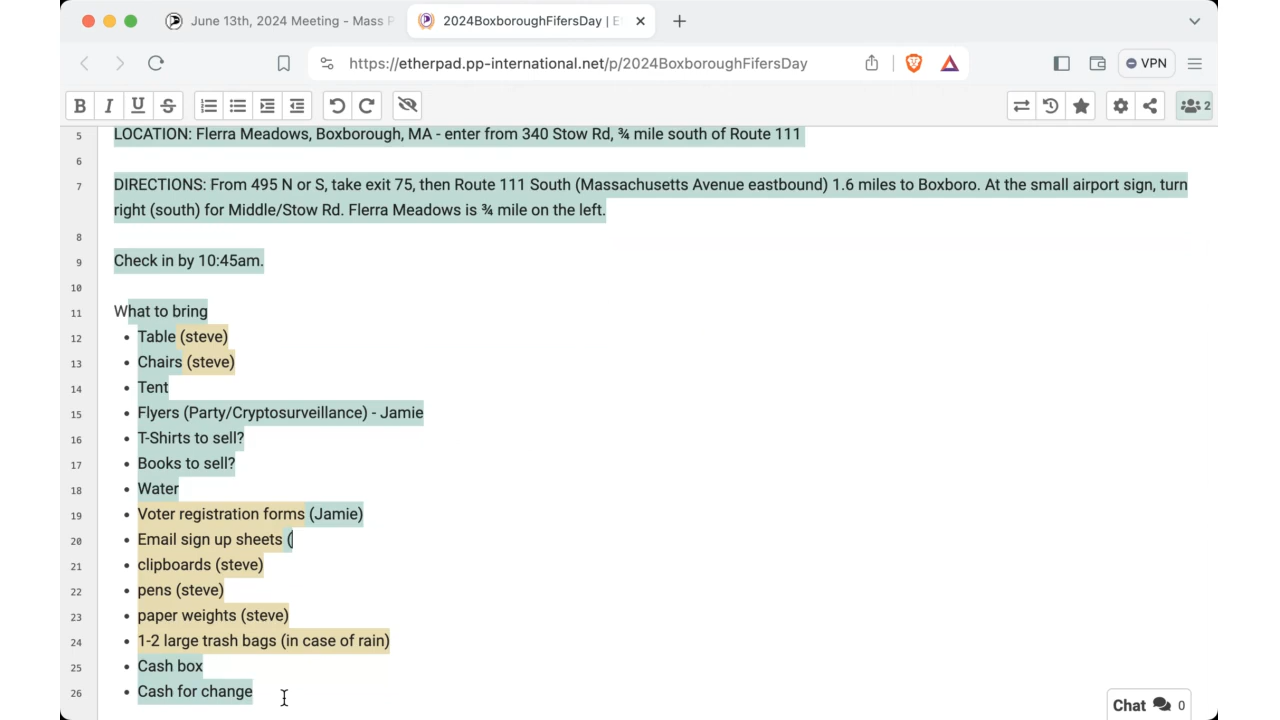 June 13th, 2024 Meeting - Mass P
2024BoxboroughFifersDay | E
https://etherpad.pp-international.net/p/2024BoxboroughFifersDay
VPN
B I U S
2
5 LOCATION: Flerra Meadows, Boxborough, MA - enter from 340 Stow Rd, ¾ mile south of Route 111
6
7 DIRECTIONS: From 495 N or S, take exit 75, then Route 111 South (Massachusetts Avenue eastbound) 1.6 miles to Boxboro. At the small airport sign, turn
right (south) for Middle/Stow Rd. Flerra Meadows is ¾ mile on the left.
8
9 Check in by 10:45am.
10
11 What to bring
12 • Table (steve)
13 • Chairs (steve)
14 • Tent
15 • Flyers (Party/Cryptosurveillance) - Jamie
16 • T-Shirts to sell?
17 • Books to sell?
18 • Water
19 • Voter registration forms (Jamie)
20 • Email sign up sheets (
21 • clipboards (steve)
22 • pens (steve)
23 • paper weights (steve)
24 • 1-2 large trash bags (in case of rain)
25 • Cash box
26 • Cash for change
Chat 0